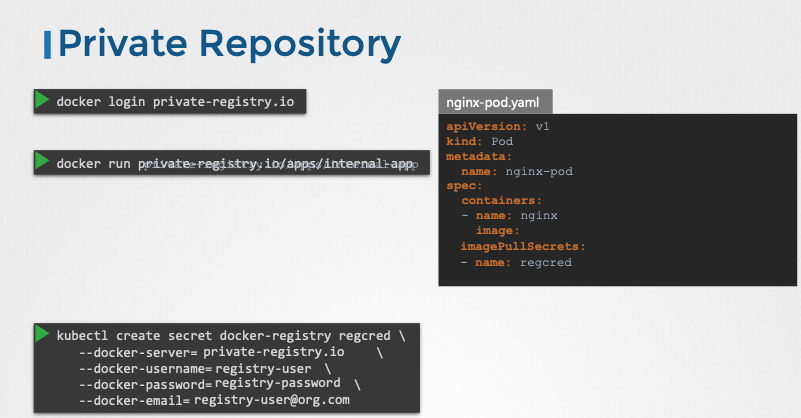 Private Repository
docker login private-registry.io
docker run private-registry.io/apps/internal-app
nginx-pod.yaml
apiVersion: v1
kind: Pod
metadata:
  name: nginx-pod
spec:
  containers:
  - name: nginx
    image:
  imagePullSecrets:
  - name: regcred
kubectl create secret docker-registry regcred \
--docker-server= private-registry.io \
--docker-username= registry-user \
--docker-password= registry-password \
--docker-email= registry-user@org.com